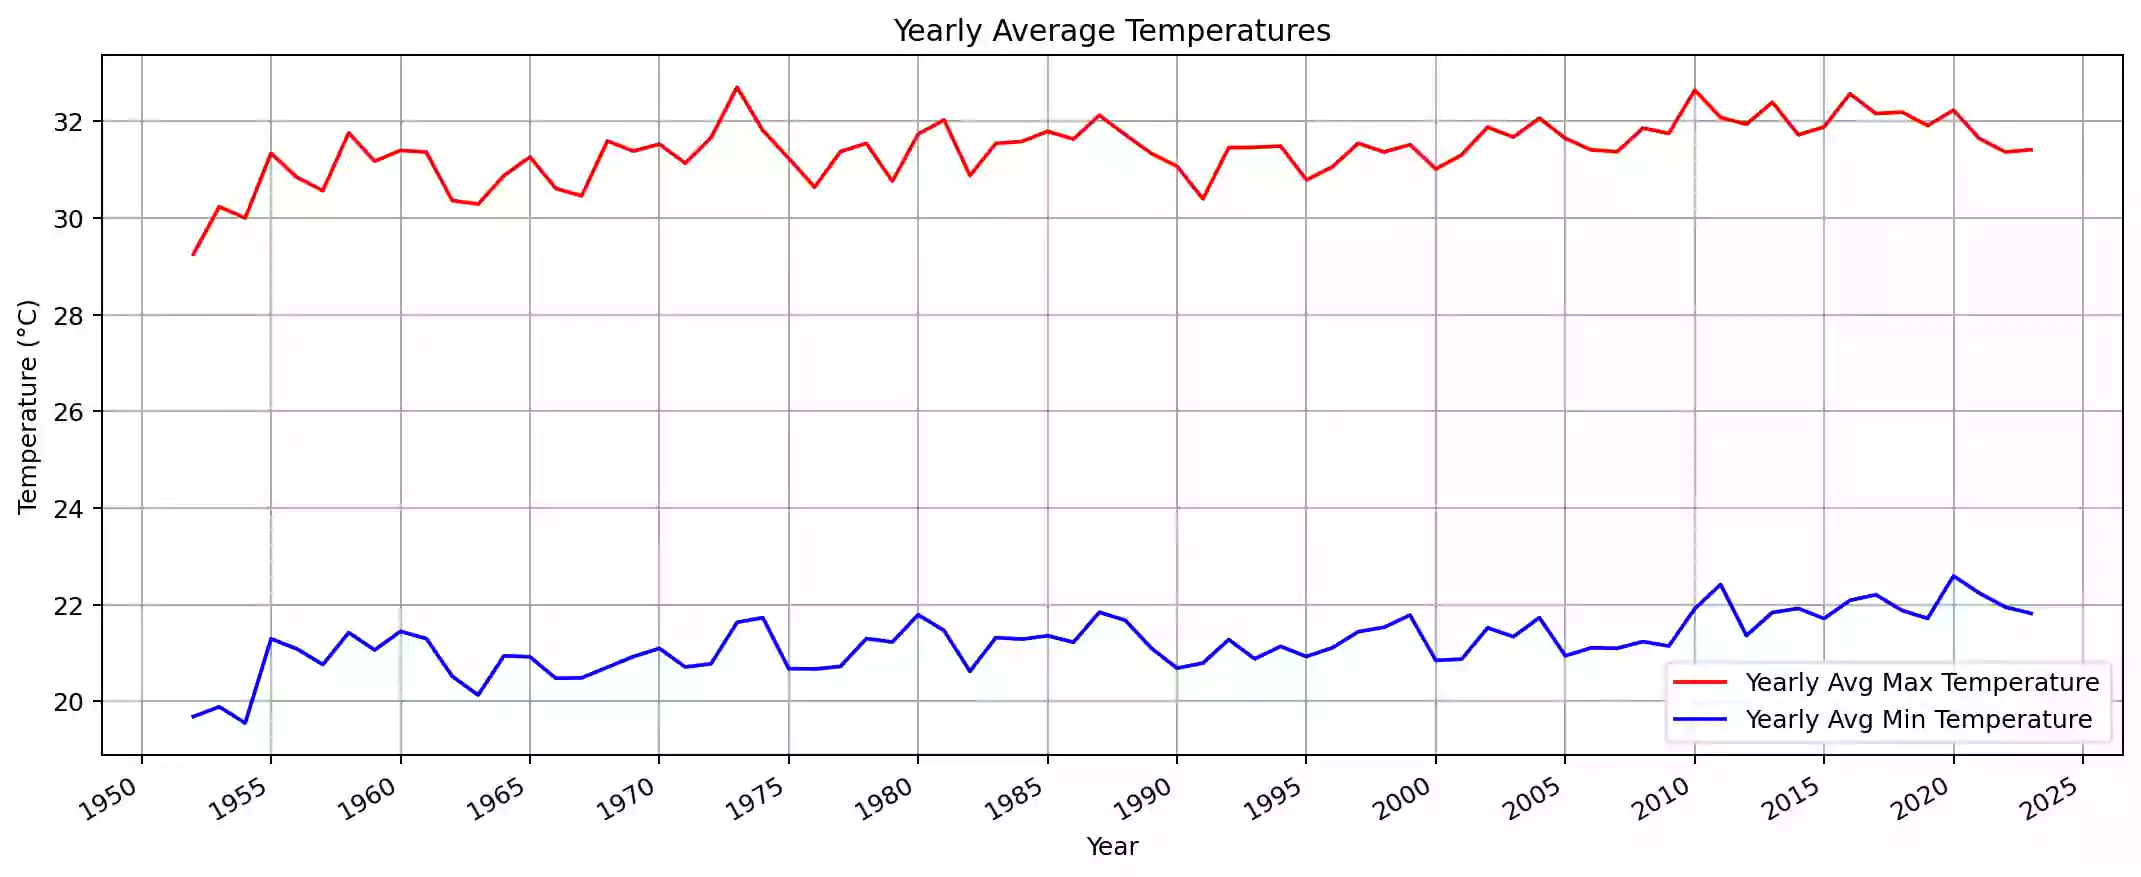 Yearly Average Temperatures
Temperature (°C)
32
30
28
26
24
22
20
Yearly Avg Max Temperature
Yearly Avg Min Temperature
1950 1955 1960 1965 1970 1975 1980 1985 1990 1995 2000 2005 2010 2015 2020 2025
Year